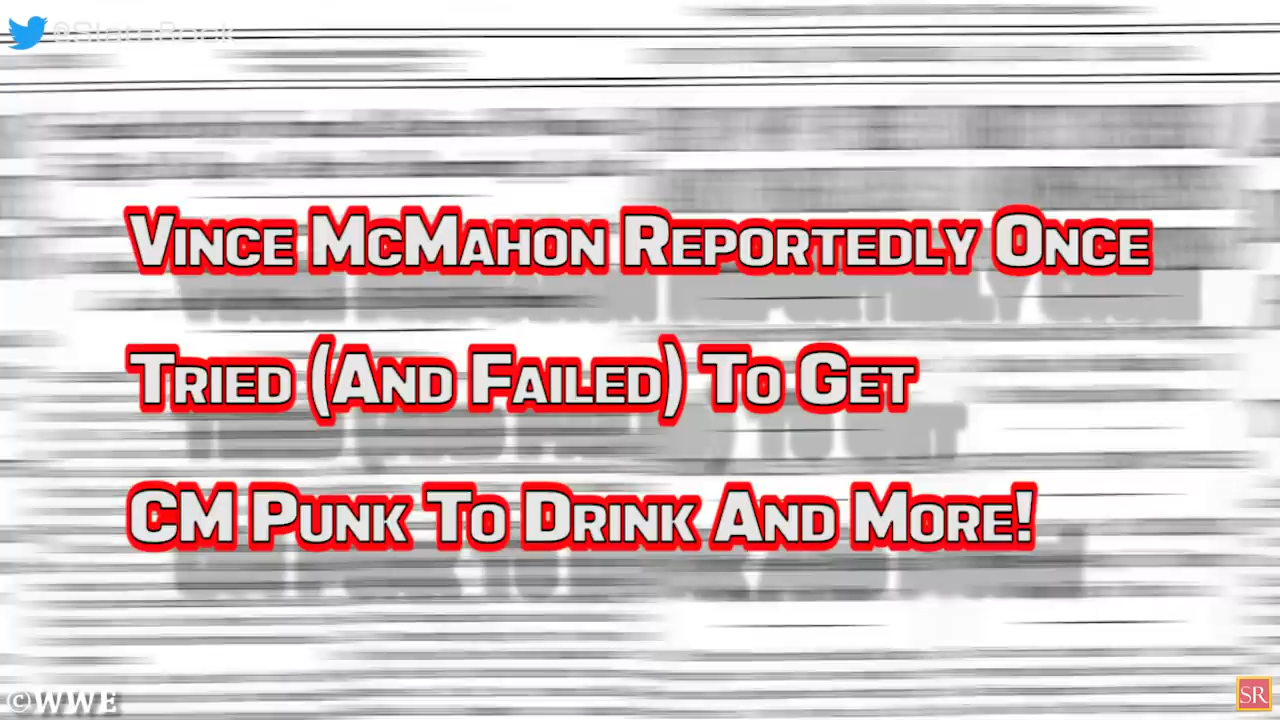 Vince McMahon Reportedly Once
Tried (And Failed) To Get
CM Punk To Drink And More!
©WWE
SR